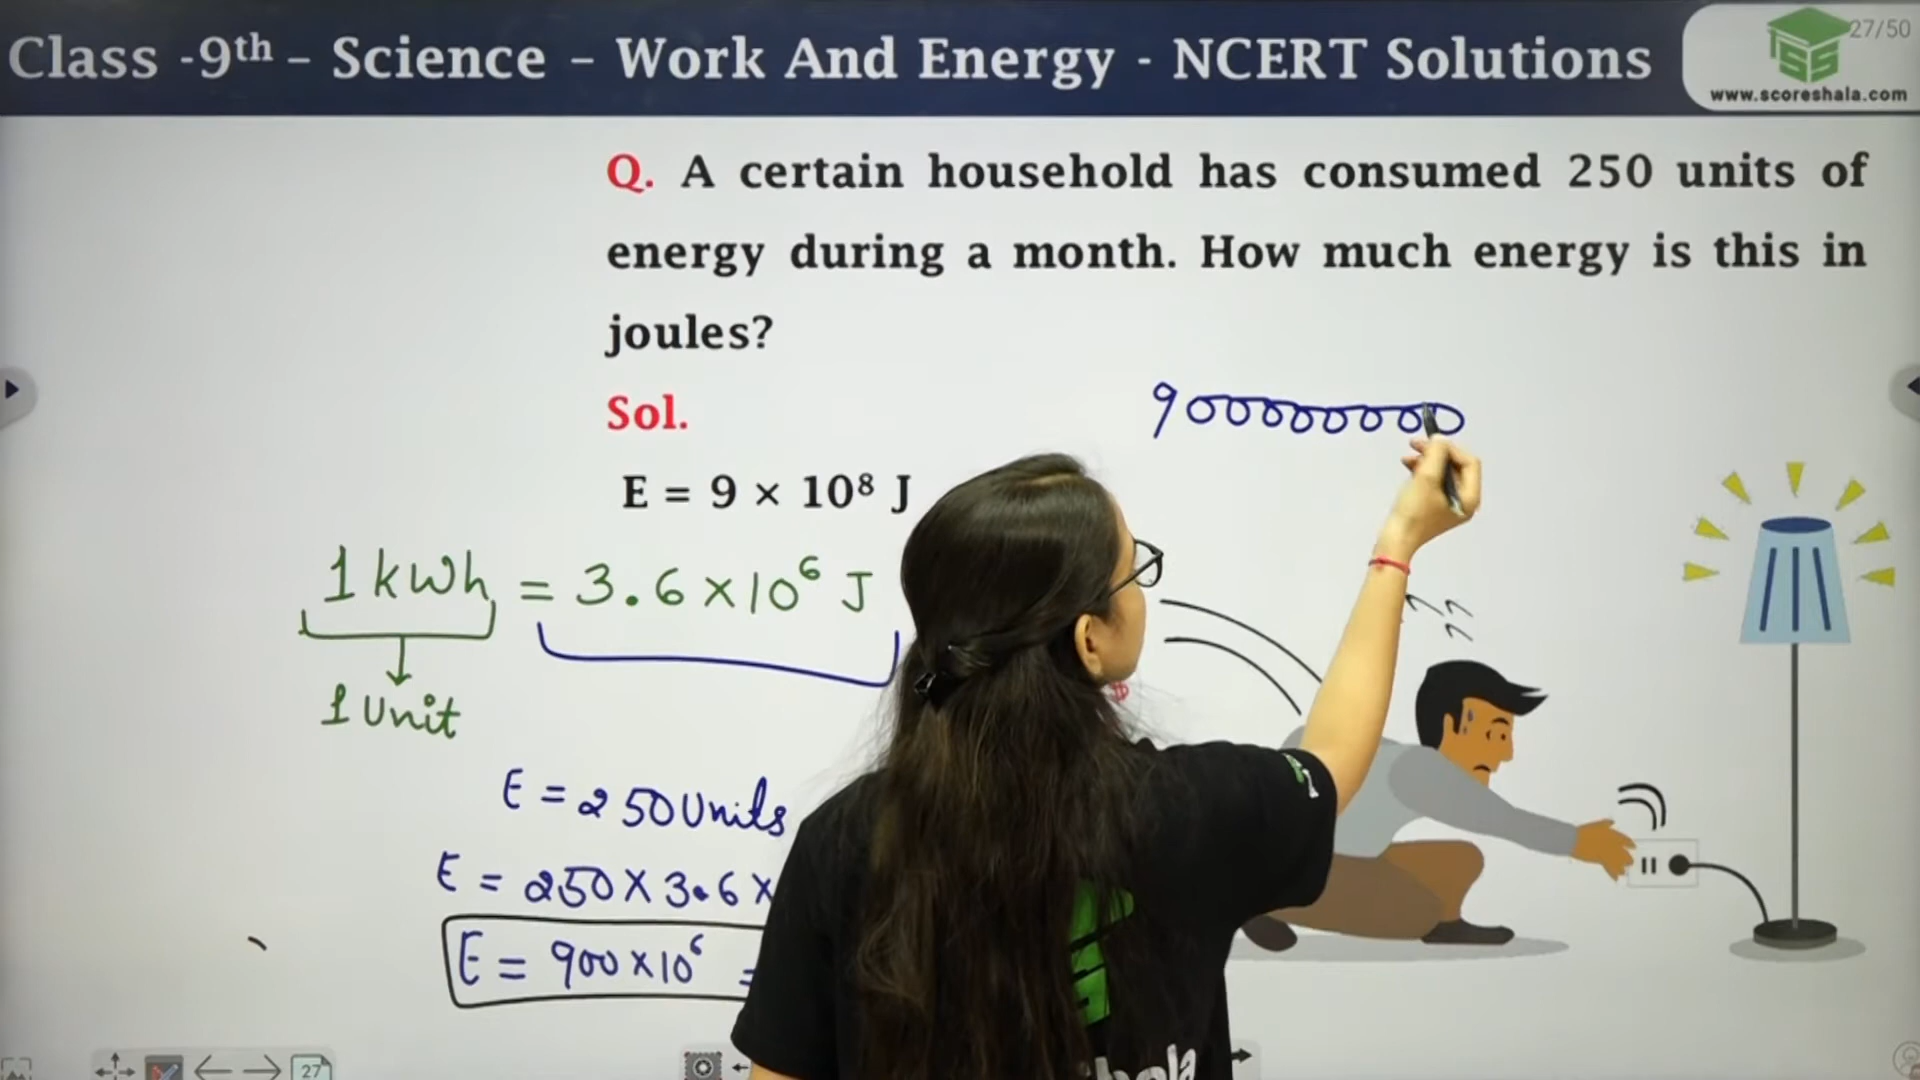 Class -9th – Science – Work And Energy - NCERT Solutions
27/50
www.scoreshala.com
Q. A certain household has consumed 250 units of
energy during a month. How much energy is this in
joules?
Sol.
900000000
E = 9 × 10⁸ J
1 kWh = 3.6 × 10⁶ J
1 Unit
E = 250 Units
E = 250 × 3.6 ×
E = 900 × 10⁶ =
27